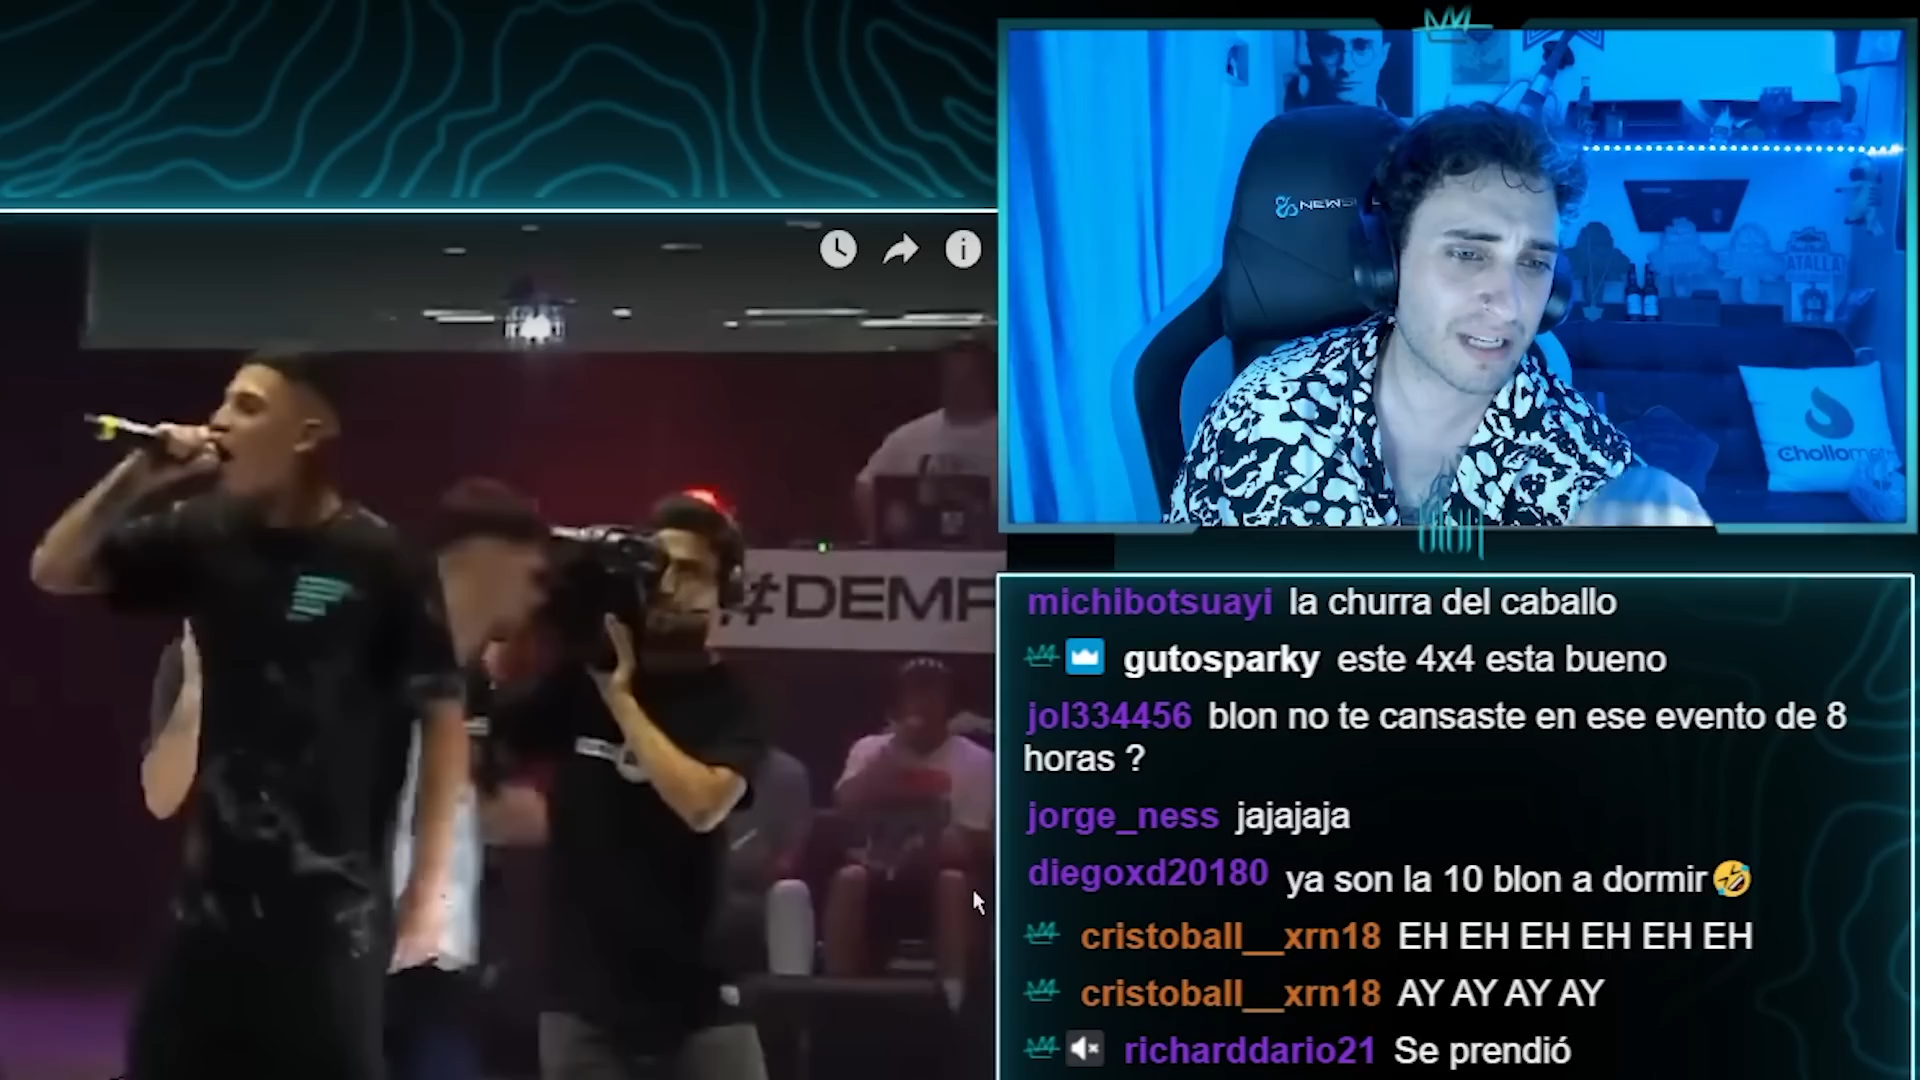 ATALLA
Chollome
#DEMP
michibotsuayi la churra del caballo
gutosparky este 4x4 esta bueno
jol334456 blon no te cansaste en ese evento de 8
horas ?
jorge_ness jajajaja
diegoxd20180 ya son la 10 blon a dormir🤣
cristoball__xrn18 EH EH EH EH EH EH
cristoball__xrn18 AY AY AY AY
richarddario21 Se prendió